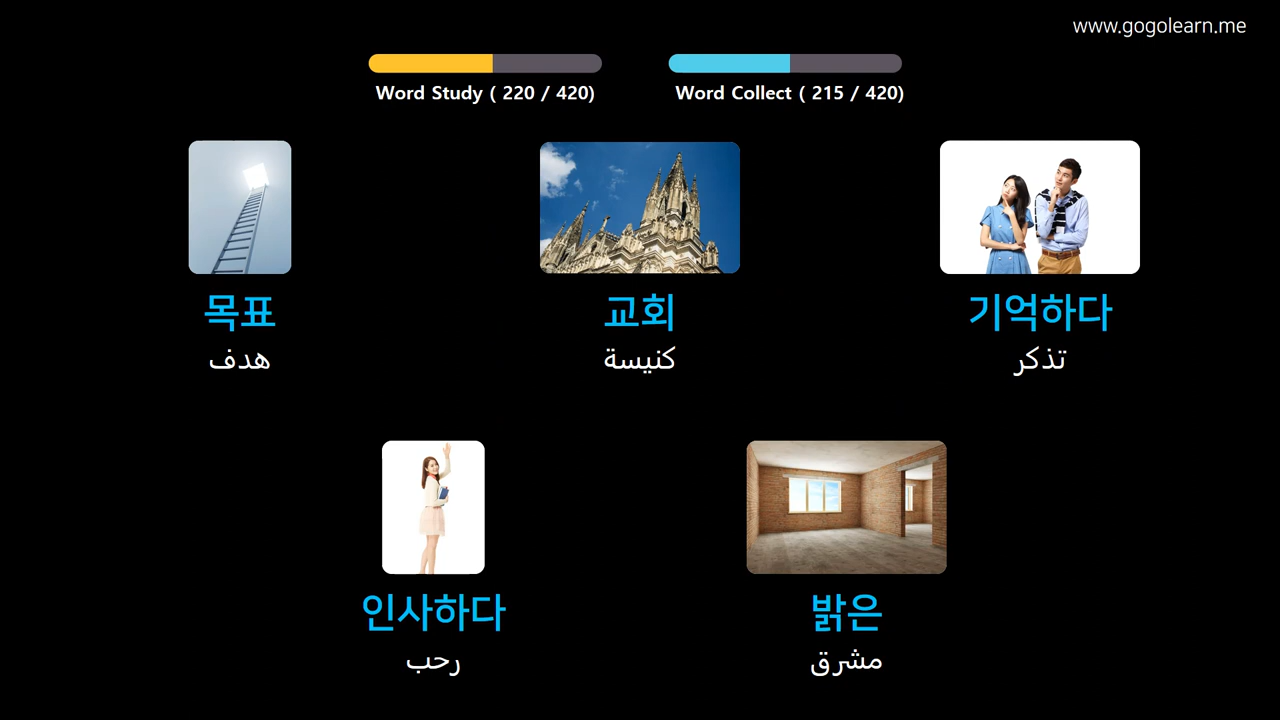 www.gogolearn.me
Word Study ( 220 / 420)
Word Collect ( 215 / 420)
목표
هدف
교회
كنيسة
기억하다
تذكر
인사하다
رحب
밝은
مشرق